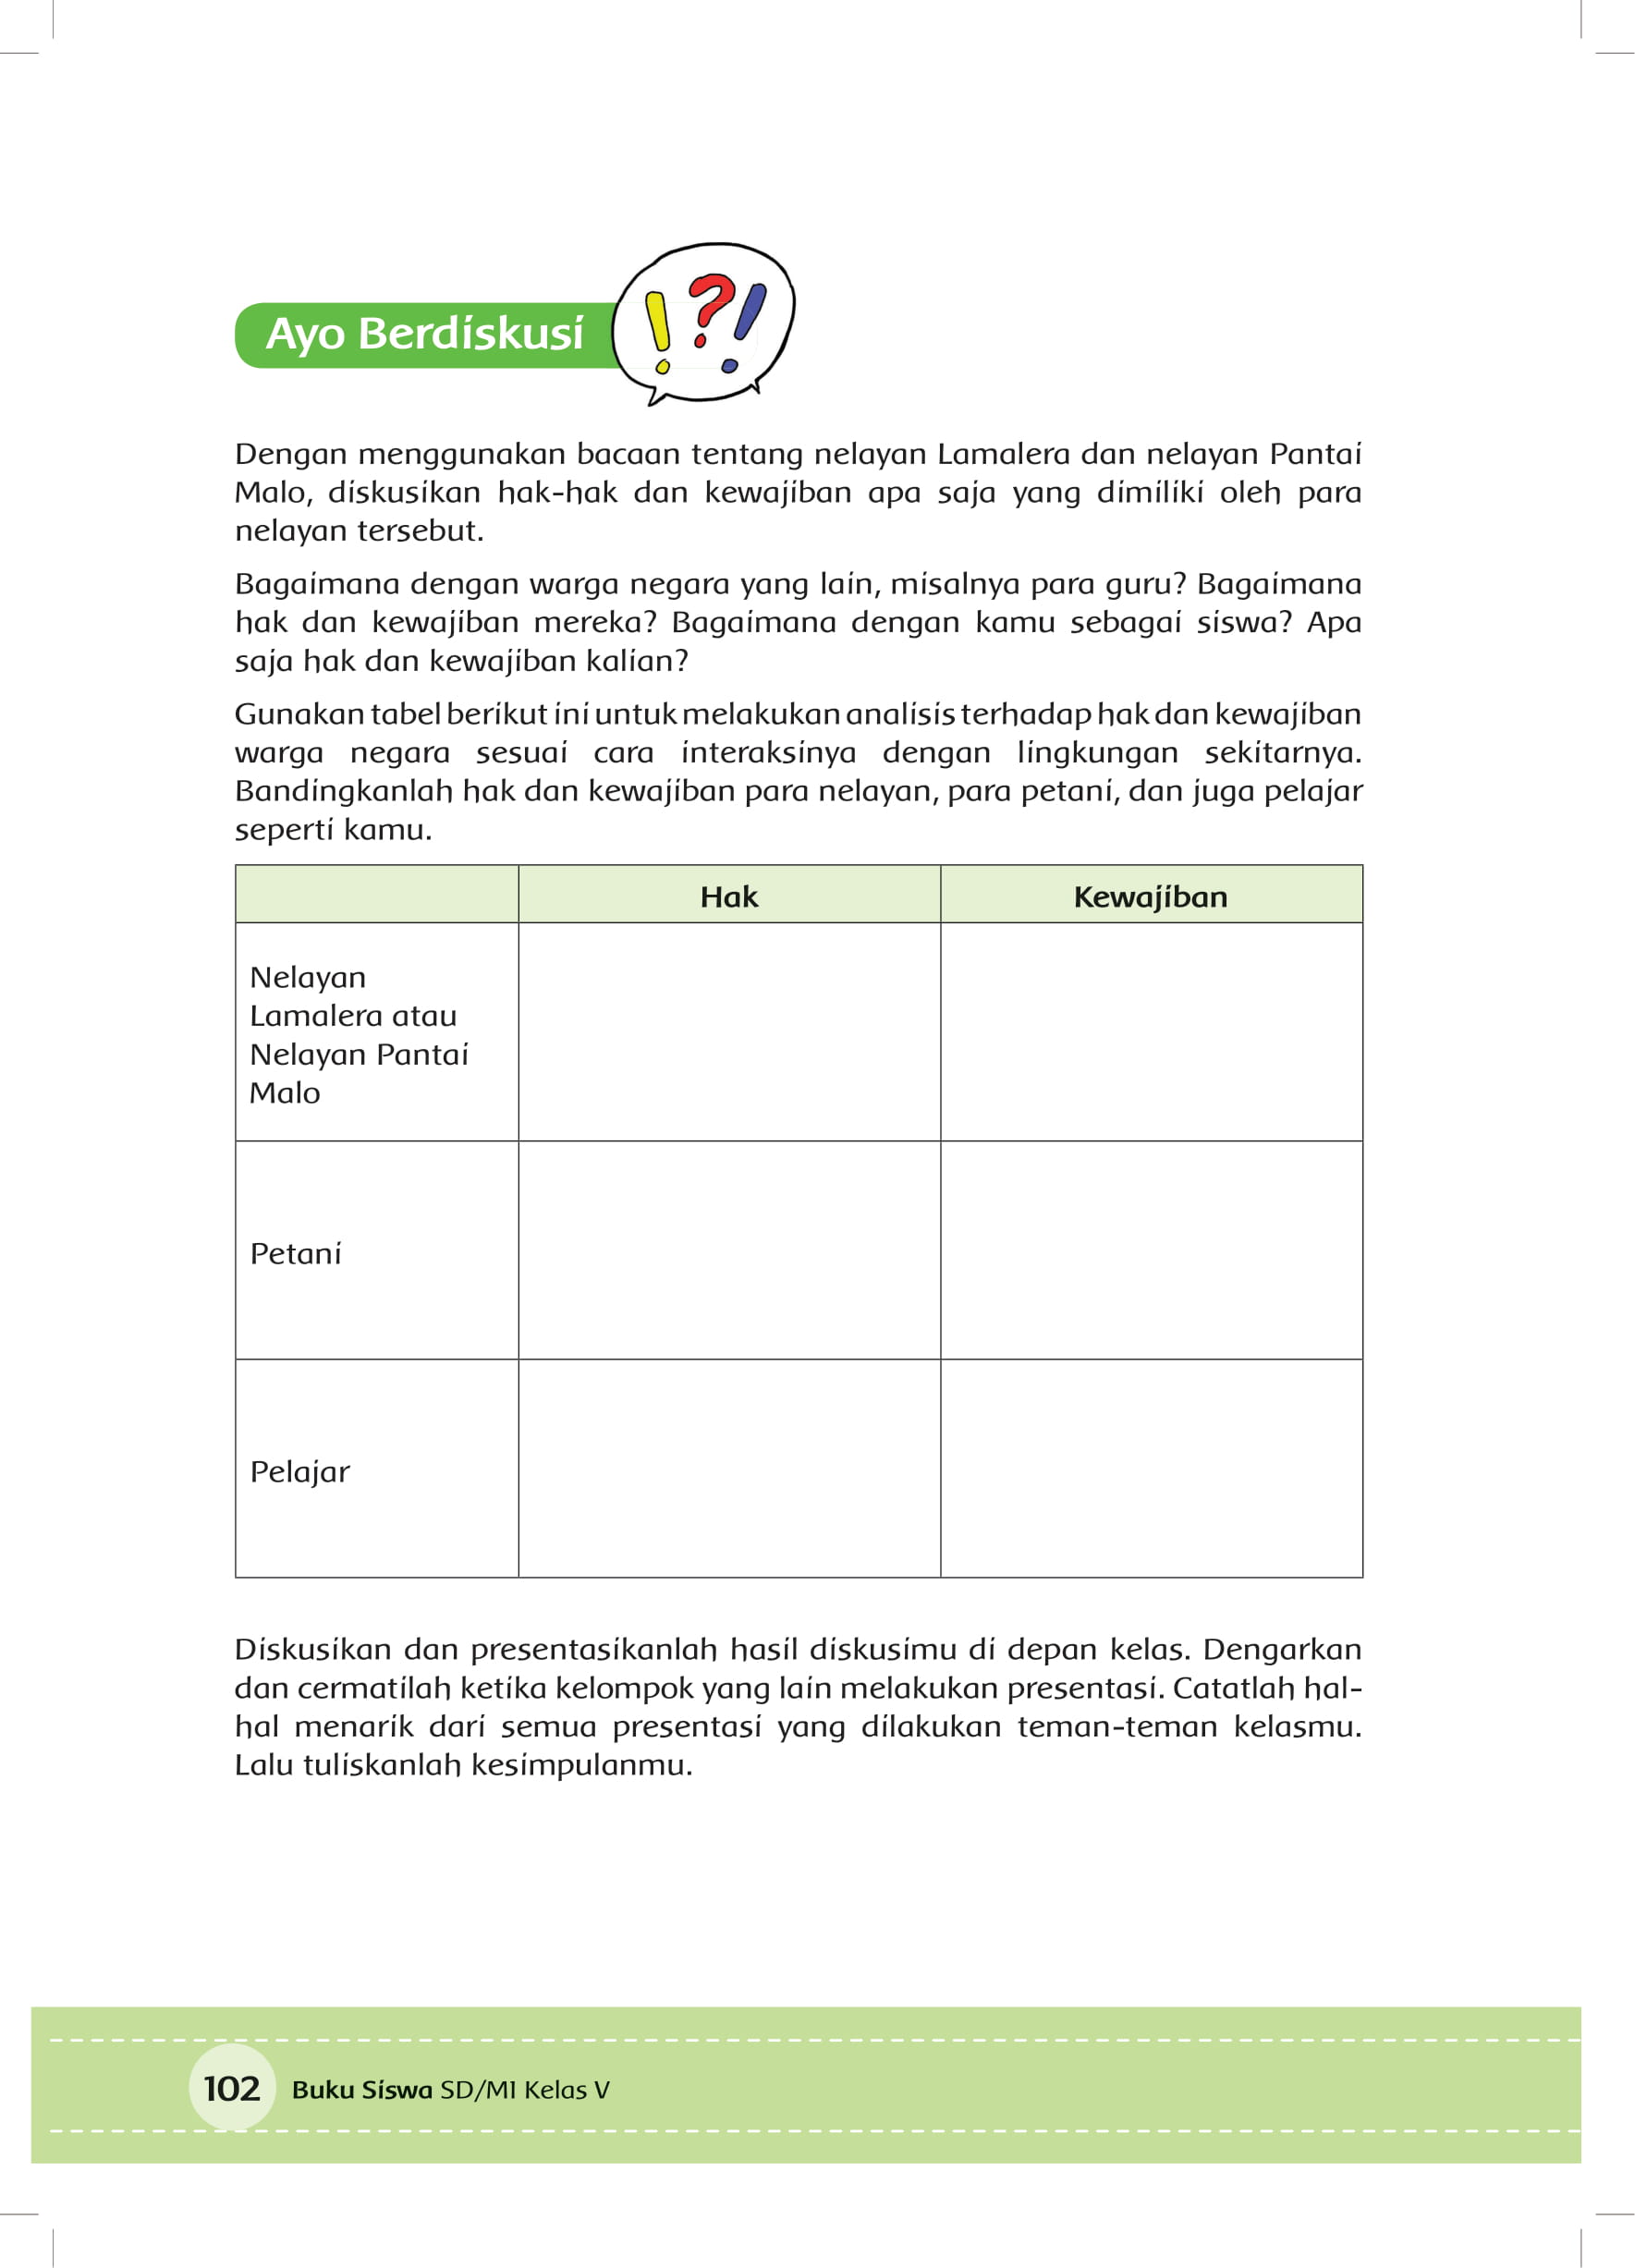 Ayo Berdiskusi
Dengan menggunakan bacaan tentang nelayan Lamalera dan nelayan Pantai
Malo, diskusikan hak-hak dan kewajiban apa saja yang dimiliki oleh para
nelayan tersebut.
Bagaimana dengan warga negara yang lain, misalnya para guru? Bagaimana
hak dan kewajiban mereka? Bagaimana dengan kamu sebagai siswa? Apa
saja hak dan kewajiban kalian?
Gunakan tabel berikut ini untuk melakukan analisis terhadap hak dan kewajiban
warga negara sesuai cara interaksinya dengan lingkungan sekitarnya.
Bandingkanlah hak dan kewajiban para nelayan, para petani, dan juga pelajar
seperti kamu.
Hak Kewajiban
Nelayan
Lamalera atau
Nelayan Pantai
Malo
Petani
Pelajar
Diskusikan dan presentasikanlah hasil diskusimu di depan kelas. Dengarkan
dan cermatilah ketika kelompok yang lain melakukan presentasi. Catatlah hal-
hal menarik dari semua presentasi yang dilakukan teman-teman kelasmu.
Lalu tuliskanlah kesimpulanmu.
102 Buku Siswa SD/MI Kelas V